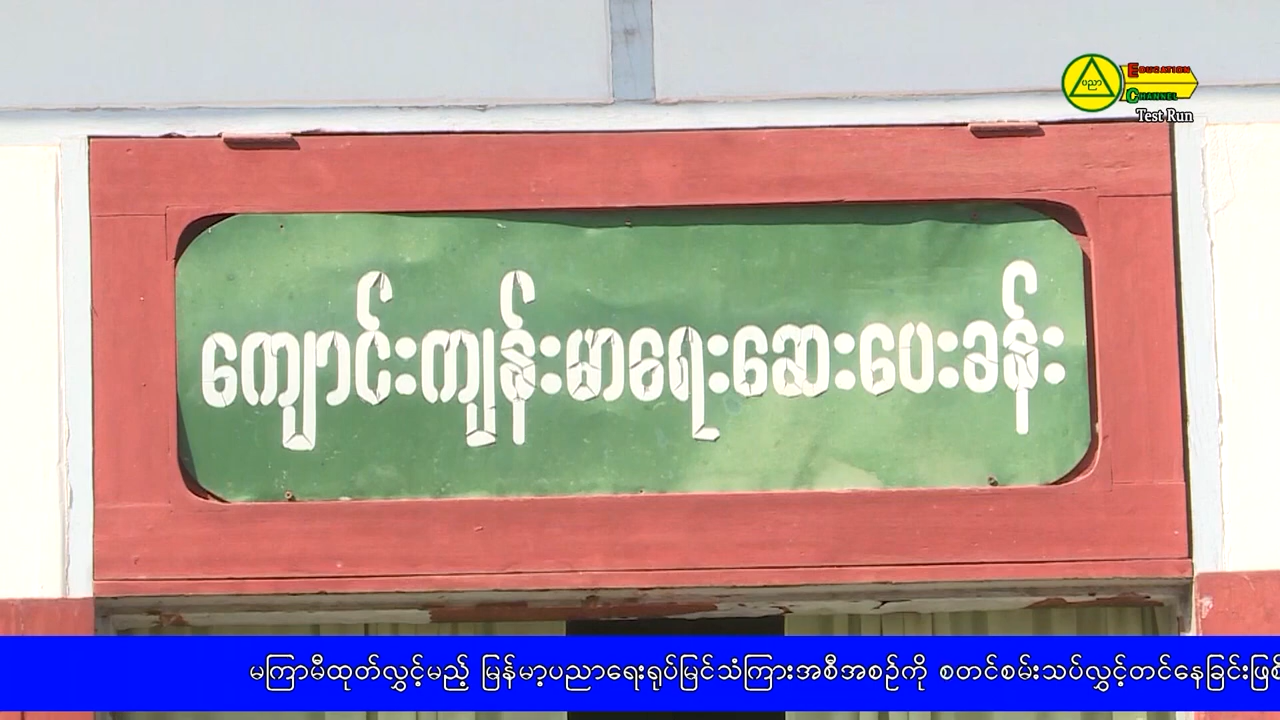 ပညာ
EDUCATION
CHANNEL
Test Run
ကျောင်းကျန်းမာရေးဆေးပေးခန်း
မကြာမီထုတ်လွှင့်မည့် မြန်မာ့ပညာရေးရုပ်မြင်သံကြားအစီအစဉ်ကို စတင်စမ်းသပ်လွှင့်တင်နေခြင်းဖြစ်